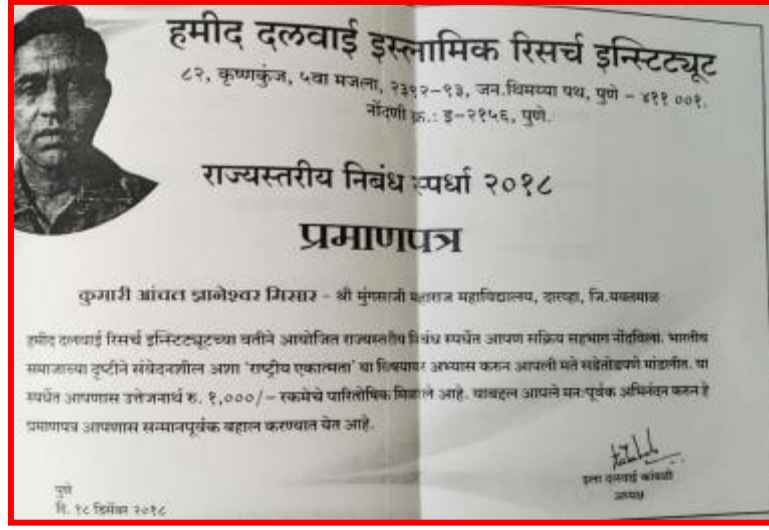 हमीद दलवाई इस्लामिक रिसर्च इन्स्टिट्यूट
८२, कृष्णकुंज, ५वा मजला, २३९२-९३, जन.थिमय्या पथ, पुणे - ४११ ००१.
नोंदणी क्र.: इ-२१५६, पुणे.
राज्यस्तरीय निबंध स्पर्धा २०१८
प्रमाणपत्र
कुमारी आंचल ज्ञानेश्वर मिसार - श्री मुंगसाजी महाराज महाविद्यालय, दारव्हा, जि.यवतमाळ
हमीद दलवाई रिसर्च इन्स्टिट्यूटच्या वतीने आयोजित राज्यस्तरीय निबंध स्पर्धेत आपण सक्रिय सहभाग नोंदविला. भारतीय
समाजाच्या दृष्टीने संवेदनशील अशा 'राष्ट्रीय एकात्मता' या विषयावर अभ्यास करुन आपली मते सडेतोडपणे मांडलीत. या
स्पर्धेत आपणास उत्तेजनार्थ रु. १,०००/- रकमेचे पारितोषिक मिळाले आहे. याबद्दल आपले मनःपूर्वक अभिनंदन करुन हे
प्रमाणपत्र आपणास सन्मानपूर्वक बहाल करण्यात येत आहे.
इला दलवाई कांबळी
अध्यक्ष
पुणे
दि. १८ डिसेंबर २०१८